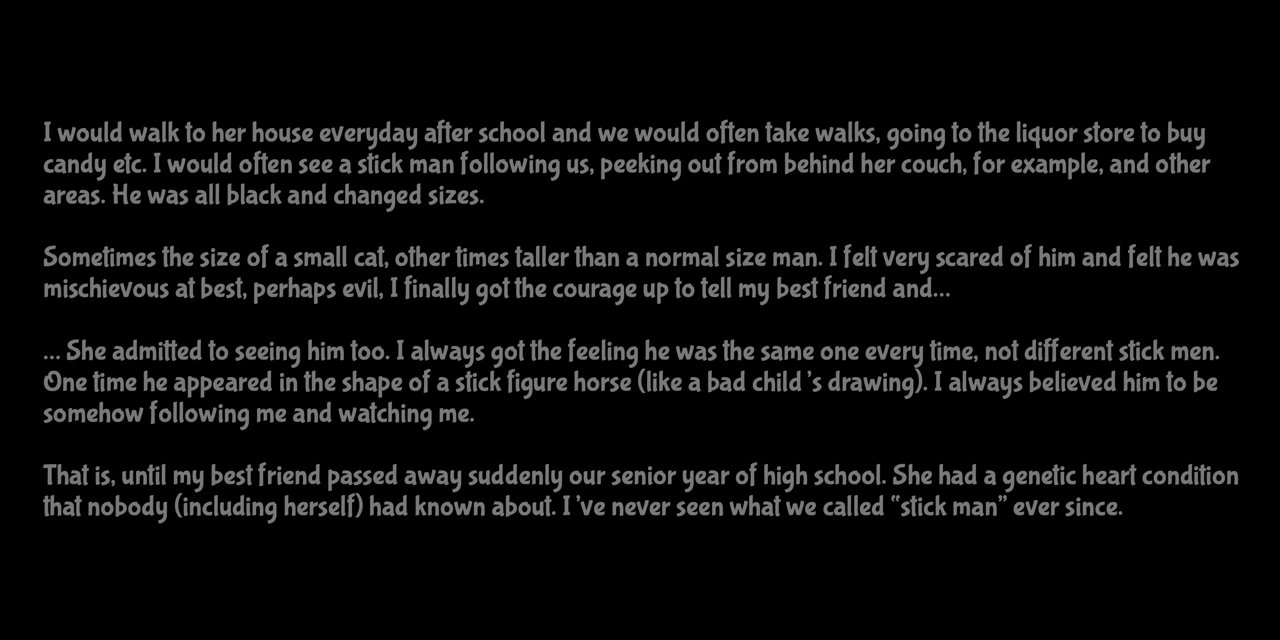 I would walk to her house everyday after school and we would often take walks, going to the liquor store to buy
candy etc. I would often see a stick man following us, peeking out from behind her couch, for example, and other
areas. He was all black and changed sizes.
Sometimes the size of a small cat, other times taller than a normal size man. I felt very scared of him and felt he was
mischievous at best, perhaps evil, I finally got the courage up to tell my best friend and...
... She admitted to seeing him too. I always got the feeling he was the same one every time, not different stick men.
One time he appeared in the shape of a stick figure horse (like a bad child's drawing). I always believed him to be
somehow following me and watching me.
That is, until my best friend passed away suddenly our senior year of high school. She had a genetic heart condition
that nobody (including herself) had known about. I've never seen what we called “stick man” ever since.